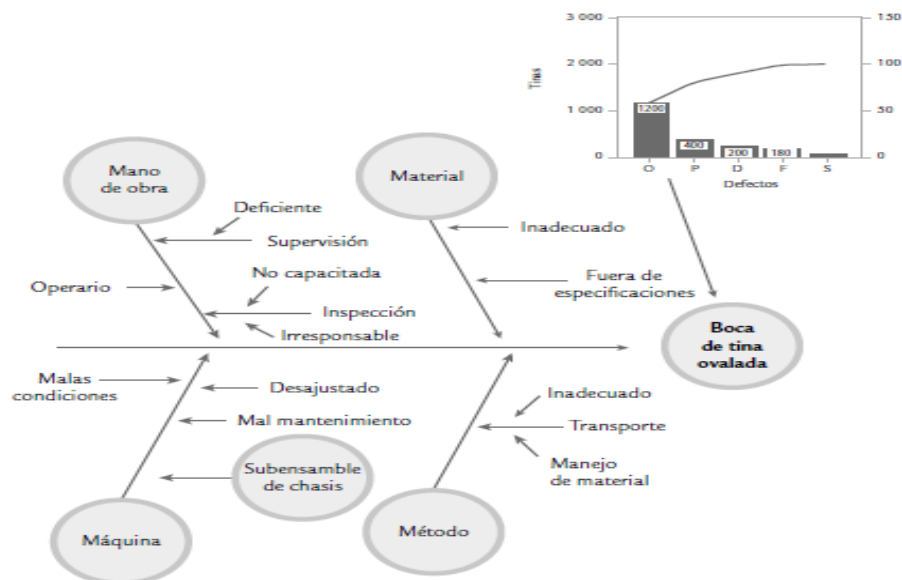 3 000
150
2 000
100
1 000
50
0
0
Tinas
1200
400
200
180
O P D F S
Defectos
Mano
de obra
Material
Deficiente
Supervisión
Inadecuado
No capacitada
Operario
Fuera de
especificaciones
Inspección
Irresponsable
Boca
de tina
ovalada
Malas
condiciones
Desajustado
Mal mantenimiento
Inadecuado
Transporte
Manejo
de material
Subensamble
de chasis
Máquina
Método